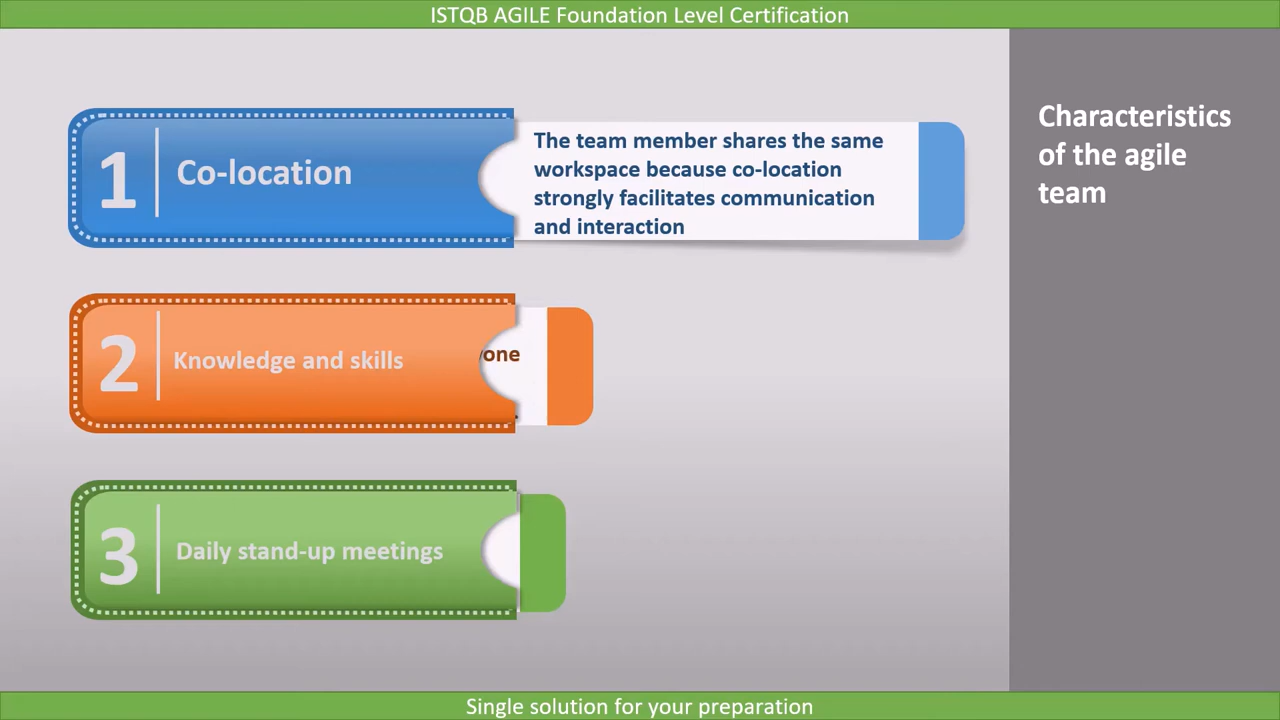 ISTQB AGILE Foundation Level Certification
Characteristics
of the agile
team
1
Co-location
The team member shares the same
workspace because co-location
strongly facilitates communication
and interaction
2
Knowledge and skills
3
Daily stand-up meetings
Single solution for your preparation